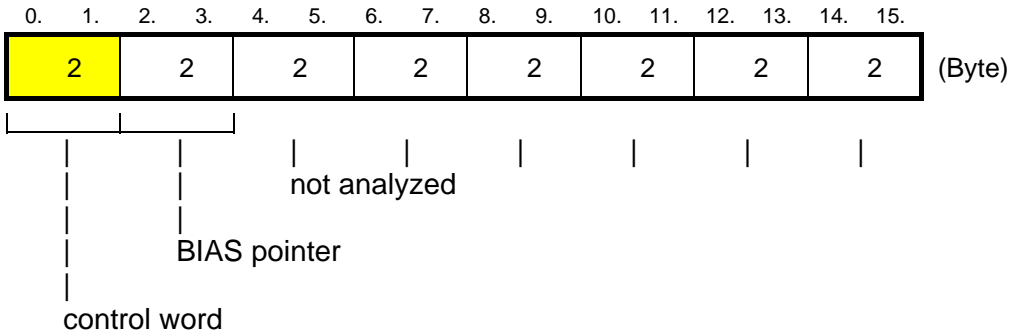 0. 1. 2. 3. 4. 5. 6. 7. 8. 9. 10. 11. 12. 13. 14. 15.
2 2 2 2 2 2 2 2 (Byte)
not analyzed
BIAS pointer
control word